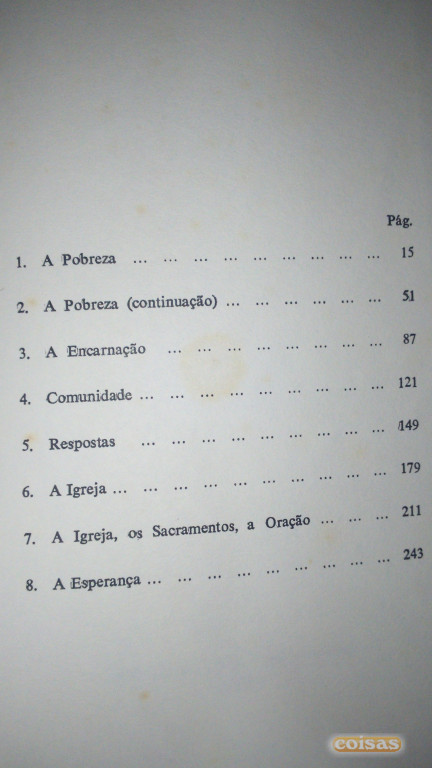 Pág.
1. A Pobreza ... ... ... ... ... ... ... ... ... 15
2. A Pobreza (continuação) ... ... ... ... ... ... 51
3. A Encarnação ... ... ... ... ... ... ... ... 87
4. Comunidade ... ... ... ... ... ... ... ... ... 121
5. Respostas ... ... ... ... ... ... ... ... ... 149
6. A Igreja ... ... ... ... ... ... ... ... ... ... 179
7. A Igreja, os Sacramentos, a Oração ... ... ... 211
8. A Esperança ... ... ... ... ... ... ... ... ... 243
coisas